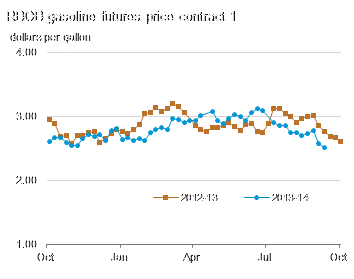 RBOB gasoline futures price contract 1
dollars per gallon
4.00
3.00
2.00
1.00
2012-13
2013-14
Oct Jan Apr Jul Oct